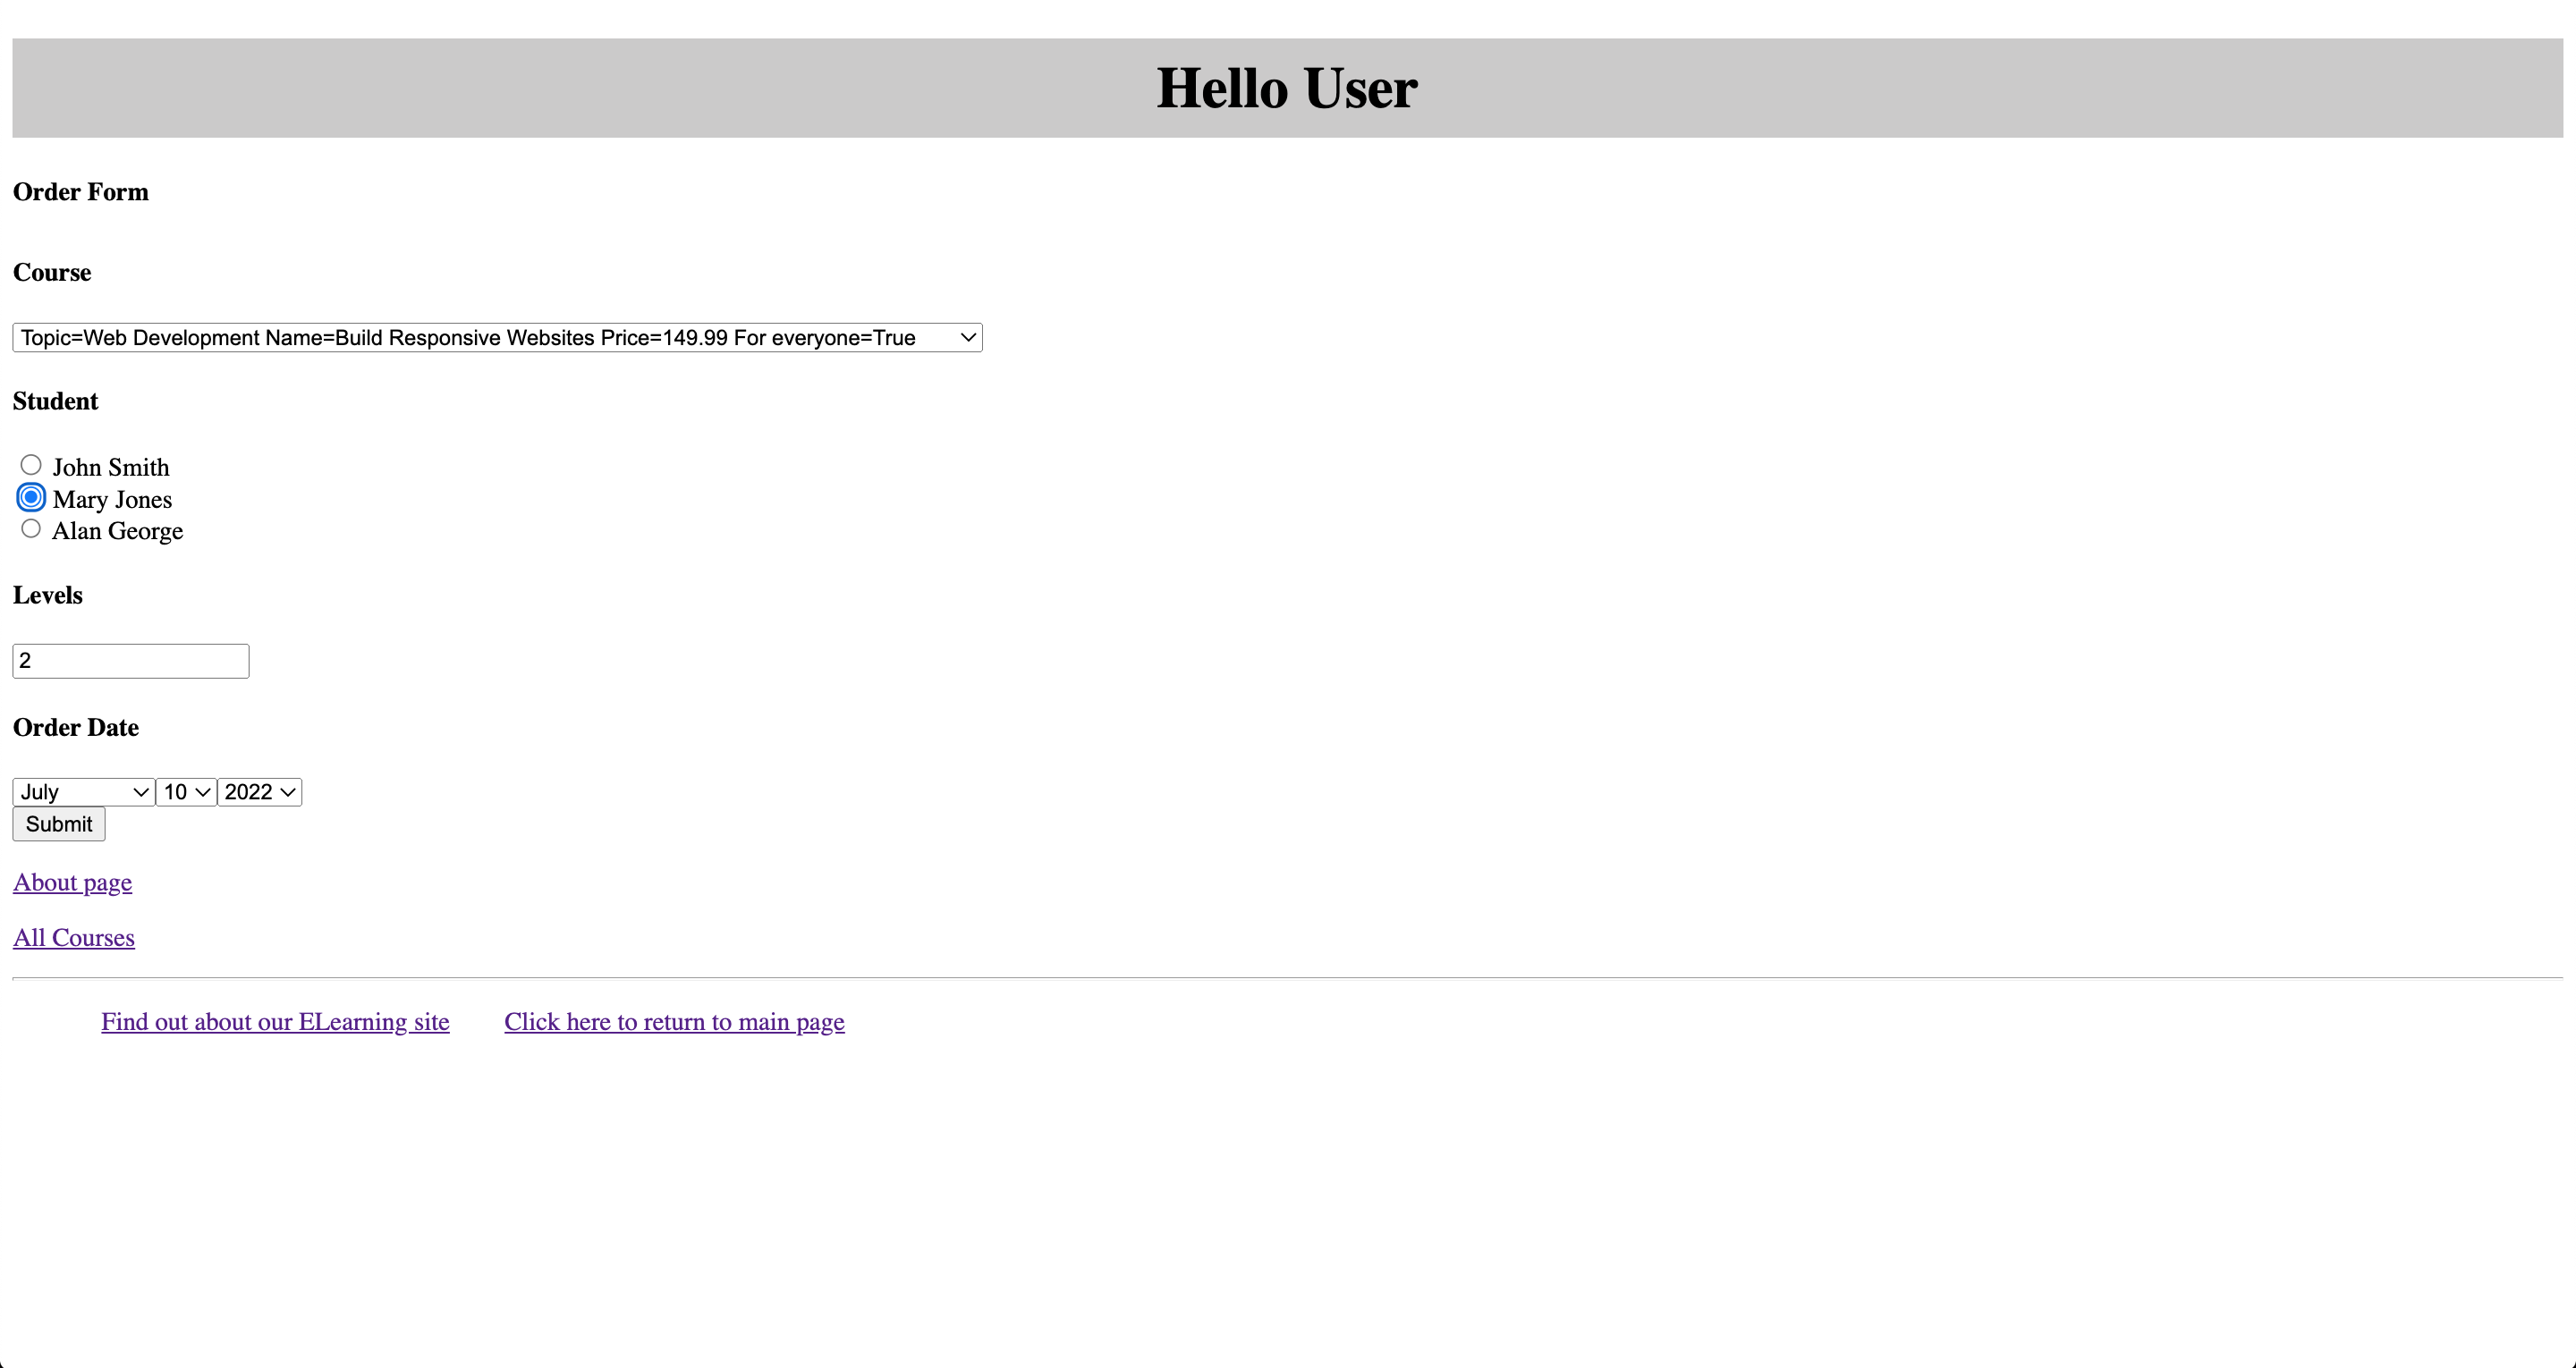 Hello User
Order Form
Course
Topic=Web Development Name=Build Responsive Websites Price=149.99 For everyone=True
Student
John Smith
Mary Jones
Alan George
Levels
2
Order Date
July 10 2022
Submit
About page
All Courses
Find out about our ELearning site Click here to return to main page